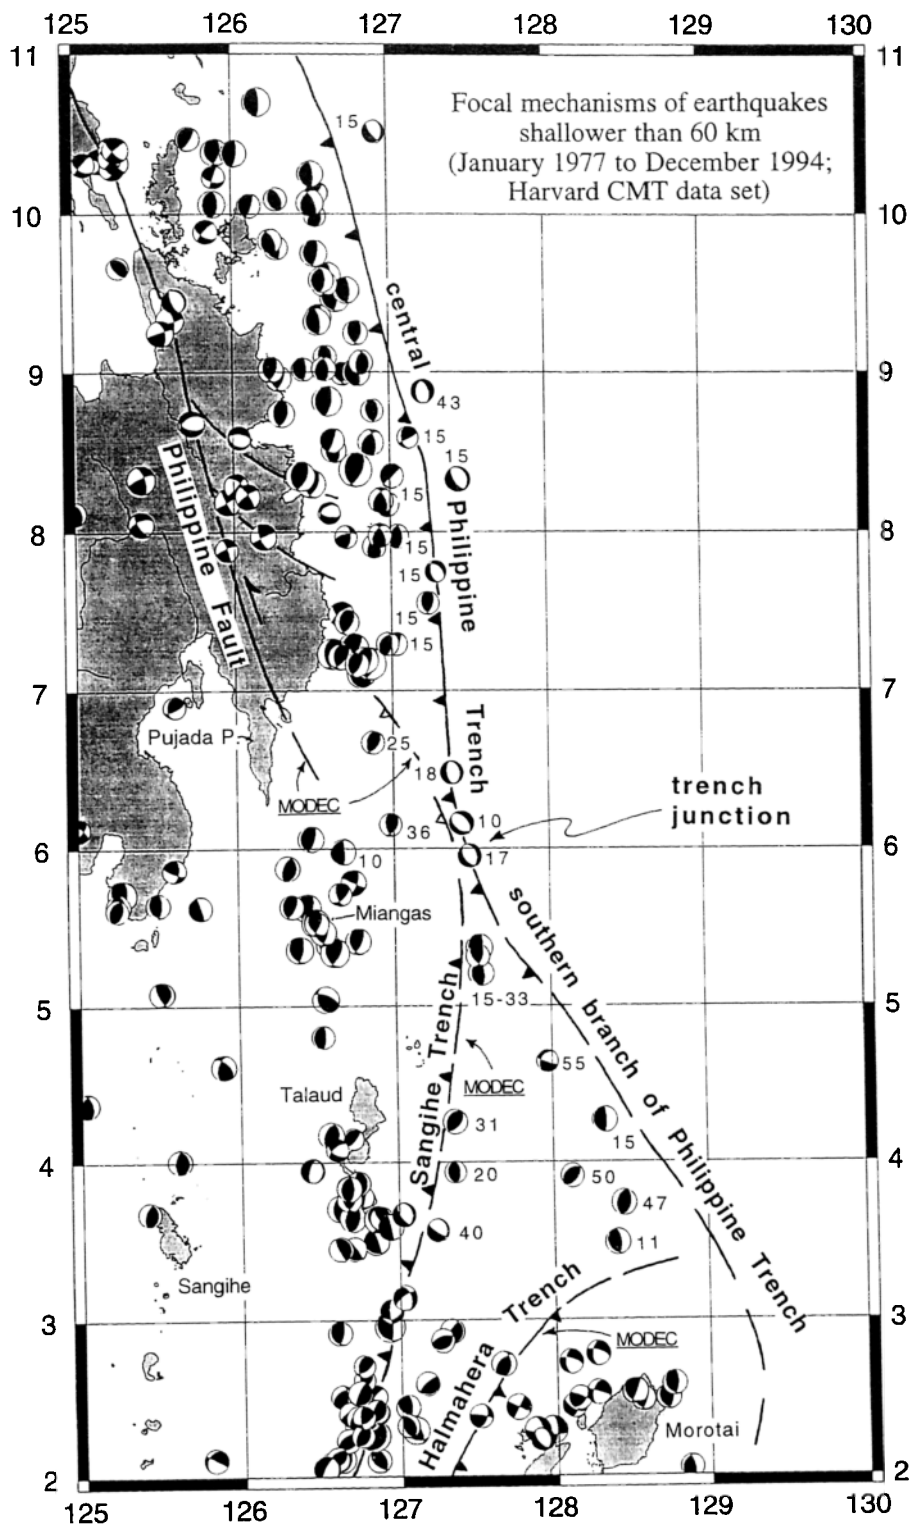 125 126 127 128 129 130
11 11
Focal mechanisms of earthquakes
shallower than 60 km
(January 1977 to December 1994;
Harvard CMT data set)
15
10 10
central
9 9
43
15
15
Philippine Fault
15
Philippine
8 8
15
15
15
15
7 7
Trench
Pujada P.
25
18
MODEC
trench
junction
10
36
6 6
10
17
Miangas
southern branch of Philippine Trench
15-33
5 5
Sangihe Trench
55
MODEC
Talaud
31
15
4 4
20
50
47
40
11
Sangihe
Halmahera Trench
3 3
MODEC
Morotai
2 2
125 126 127 128 129 130